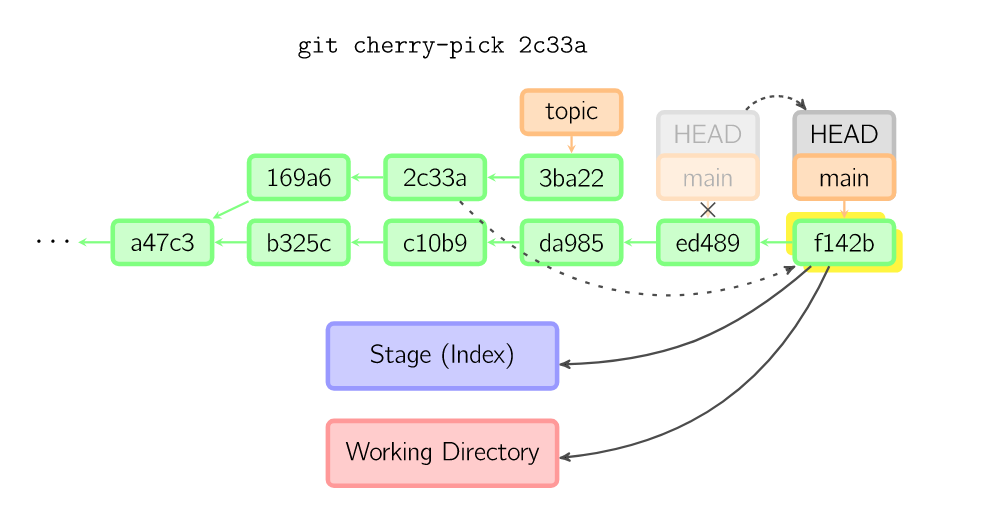 git cherry-pick 2c33a
topic
HEAD
HEAD
main
main
169a6
2c33a
3ba22
...
a47c3
b325c
c10b9
da985
ed489
f142b
Stage (Index)
Working Directory